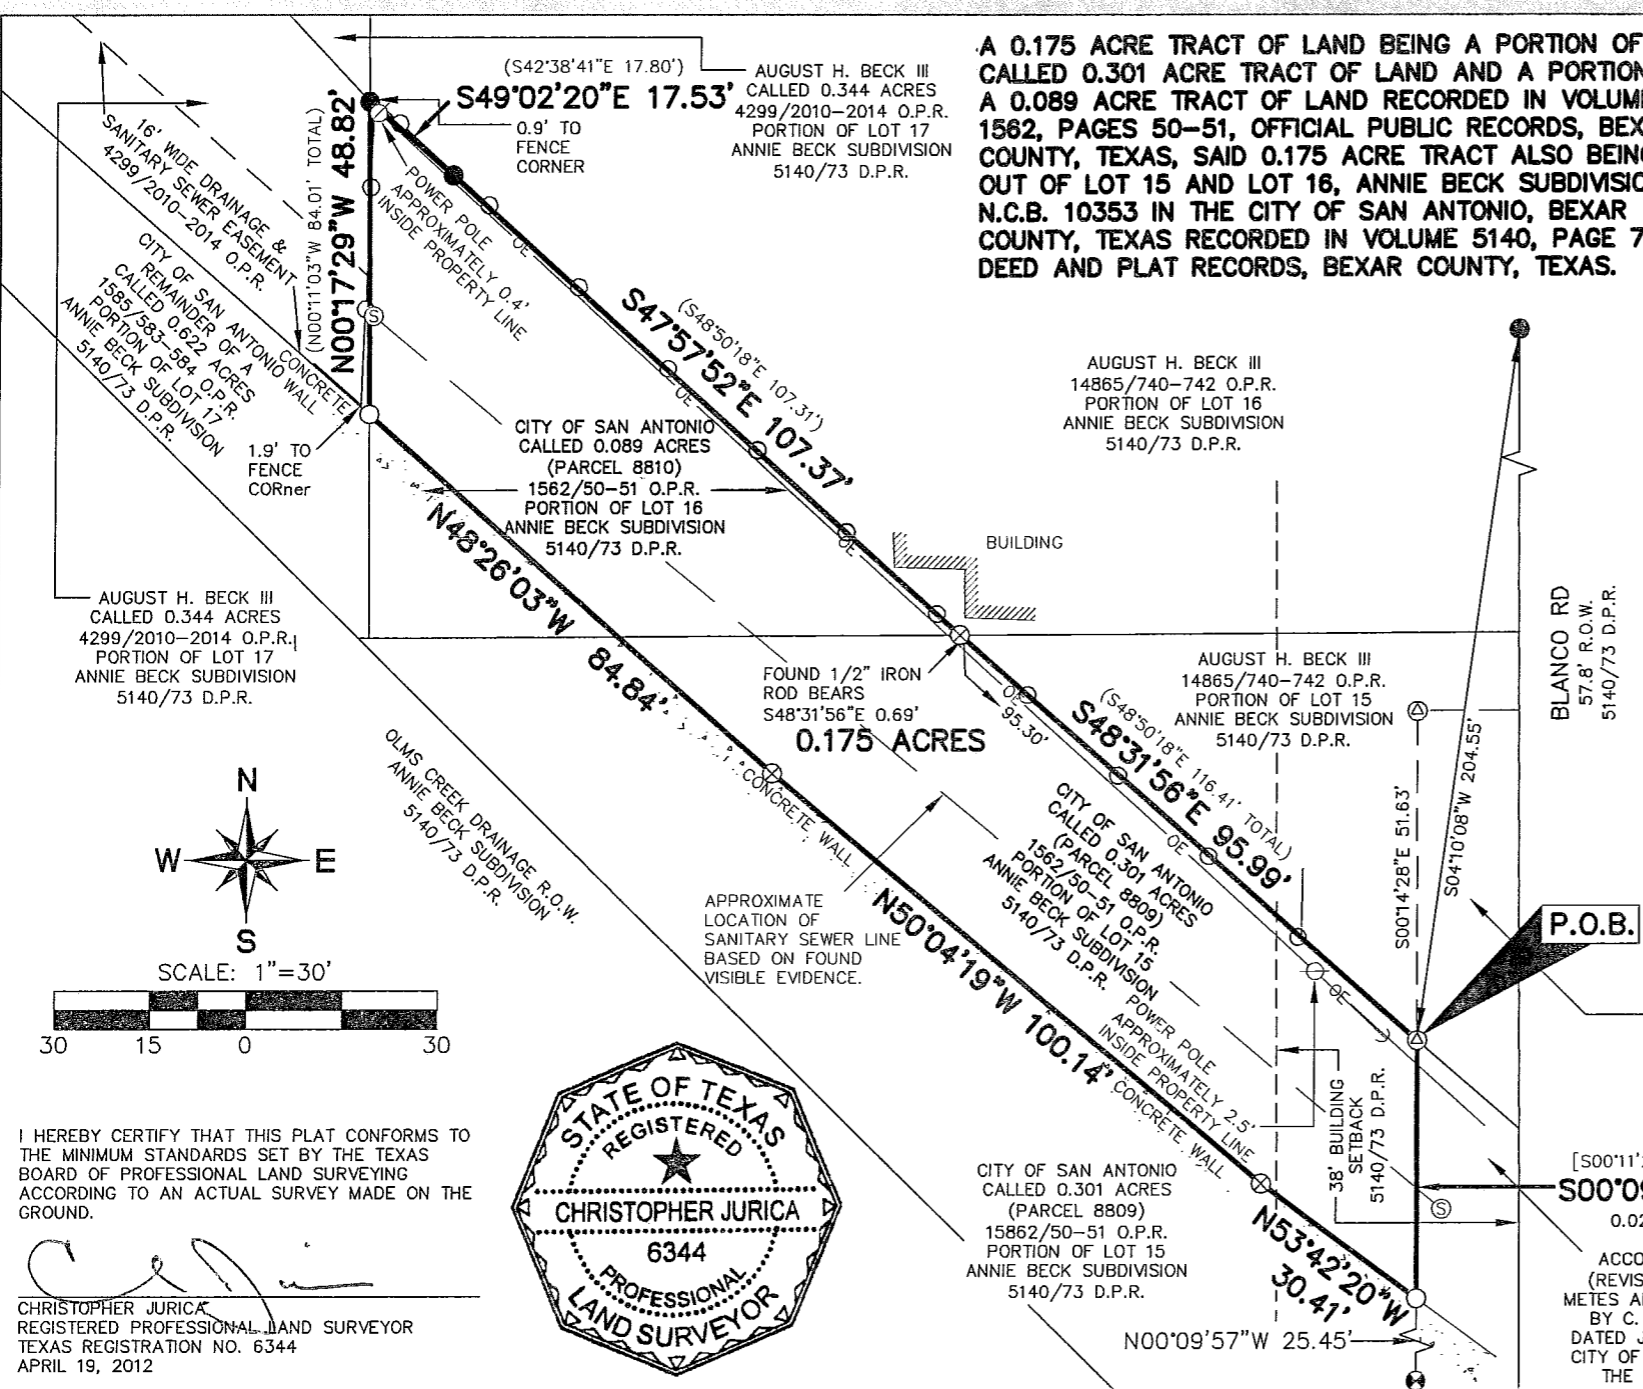 A 0.175 ACRE TRACT OF LAND BEING A PORTION OF
CALLED 0.301 ACRE TRACT OF LAND AND A PORTION
A 0.089 ACRE TRACT OF LAND RECORDED IN VOLUME
1562, PAGES 50-51, OFFICIAL PUBLIC RECORDS, BEX
COUNTY, TEXAS, SAID 0.175 ACRE TRACT ALSO BEING
OUT OF LOT 15 AND LOT 16, ANNIE BECK SUBDIVISIO
N.C.B. 10353 IN THE CITY OF SAN ANTONIO, BEXAR
COUNTY, TEXAS RECORDED IN VOLUME 5140, PAGE 7
DEED AND PLAT RECORDS, BEXAR COUNTY, TEXAS.
(S42°38'41"E 17.80')
S49°02'20"E 17.53'
AUGUST H. BECK III
CALLED 0.344 ACRES
4299/2010-2014 O.P.R.
PORTION OF LOT 17
ANNIE BECK SUBDIVISION
5140/73 D.P.R.
0.9' TO
FENCE
CORNER
16' WIDE DRAINAGE &
SANITARY SEWER EASEMENT
4299/2010-2014 O.P.R.
(N00°11'03"W 84.01' TOTAL)
N00°17'29"W 48.82'
POWER POLE
APPROXIMATELY 0.4'
INSIDE PROPERTY LINE
OE
S
CITY OF SAN ANTONIO
REMAINDER OF A
CALLED 0.622 ACRES
1585/583-584 O.P.R.
PORTION OF LOT 17
ANNIE BECK SUBDIVISION
5140/73 D.P.R.
CONCRETE
WALL
1.9' TO
FENCE
CORner
(S48°50'18"E 107.31')
S47°57'52"E 107.37'
OE
OE
CITY OF SAN ANTONIO
CALLED 0.089 ACRES
(PARCEL 8810)
1562/50-51 O.P.R.
PORTION OF LOT 16
ANNIE BECK SUBDIVISION
5140/73 D.P.R.
AUGUST H. BECK III
14865/740-742 O.P.R.
PORTION OF LOT 16
ANNIE BECK SUBDIVISION
5140/73 D.P.R.
BUILDING
N48°26'03"W 84.84'
AUGUST H. BECK III
CALLED 0.344 ACRES
4299/2010-2014 O.P.R.
PORTION OF LOT 17
ANNIE BECK SUBDIVISION
5140/73 D.P.R.
FOUND 1/2" IRON
ROD BEARS
S48°31'56"E 0.69'
0.175 ACRES
95.30'
OE
AUGUST H. BECK III
14865/740-742 O.P.R.
PORTION OF LOT 15
ANNIE BECK SUBDIVISION
5140/73 D.P.R.
BLANCO RD
57.8' R.O.W.
5140/73 D.P.R.
(S48°50'18"E 116.41' TOTAL)
S48°31'56"E 95.99'
OE
S00°14'28"E 51.63'
S04°10'08"W 204.55'
P.O.B.
OLMS CREEK DRAINAGE R.O.W.
ANNIE BECK SUBDIVISION
5140/73 D.P.R.
CONCRETE WALL
CITY OF SAN ANTONIO
CALLED 0.301 ACRES
(PARCEL 8809)
1562/50-51 O.P.R.
PORTION OF LOT 15
ANNIE BECK SUBDIVISION
5140/73 D.P.R.
APPROXIMATE
LOCATION OF
SANITARY SEWER LINE
BASED ON FOUND
VISIBLE EVIDENCE.
N50°04'19"W 100.14'
POWER POLE
APPROXIMATELY 2.5'
INSIDE PROPERTY LINE
CONCRETE WALL
OE
38' BUILDING
SETBACK
5140/73 D.P.R.
N
W E
S
SCALE: 1"=30'
30 15 0 30
I HEREBY CERTIFY THAT THIS PLAT CONFORMS TO
THE MINIMUM STANDARDS SET BY THE TEXAS
BOARD OF PROFESSIONAL LAND SURVEYING
ACCORDING TO AN ACTUAL SURVEY MADE ON THE
GROUND.
CHRISTOPHER JURICA
REGISTERED PROFESSIONAL LAND SURVEYOR
TEXAS REGISTRATION NO. 6344
APRIL 19, 2012
STATE OF TEXAS
REGISTERED
CHRISTOPHER JURICA
6344
PROFESSIONAL
LAND SURVEYOR
CITY OF SAN ANTONIO
CALLED 0.301 ACRES
(PARCEL 8809)
15862/50-51 O.P.R.
PORTION OF LOT 15
ANNIE BECK SUBDIVISION
5140/73 D.P.R.
N53°42'20"W
30.41'
N00°09'57"W 25.45'
S
[S00°11'
S00°09
0.02
ACCO
(REVIS
METES A
BY C.
DATED J
CITY OF
THE